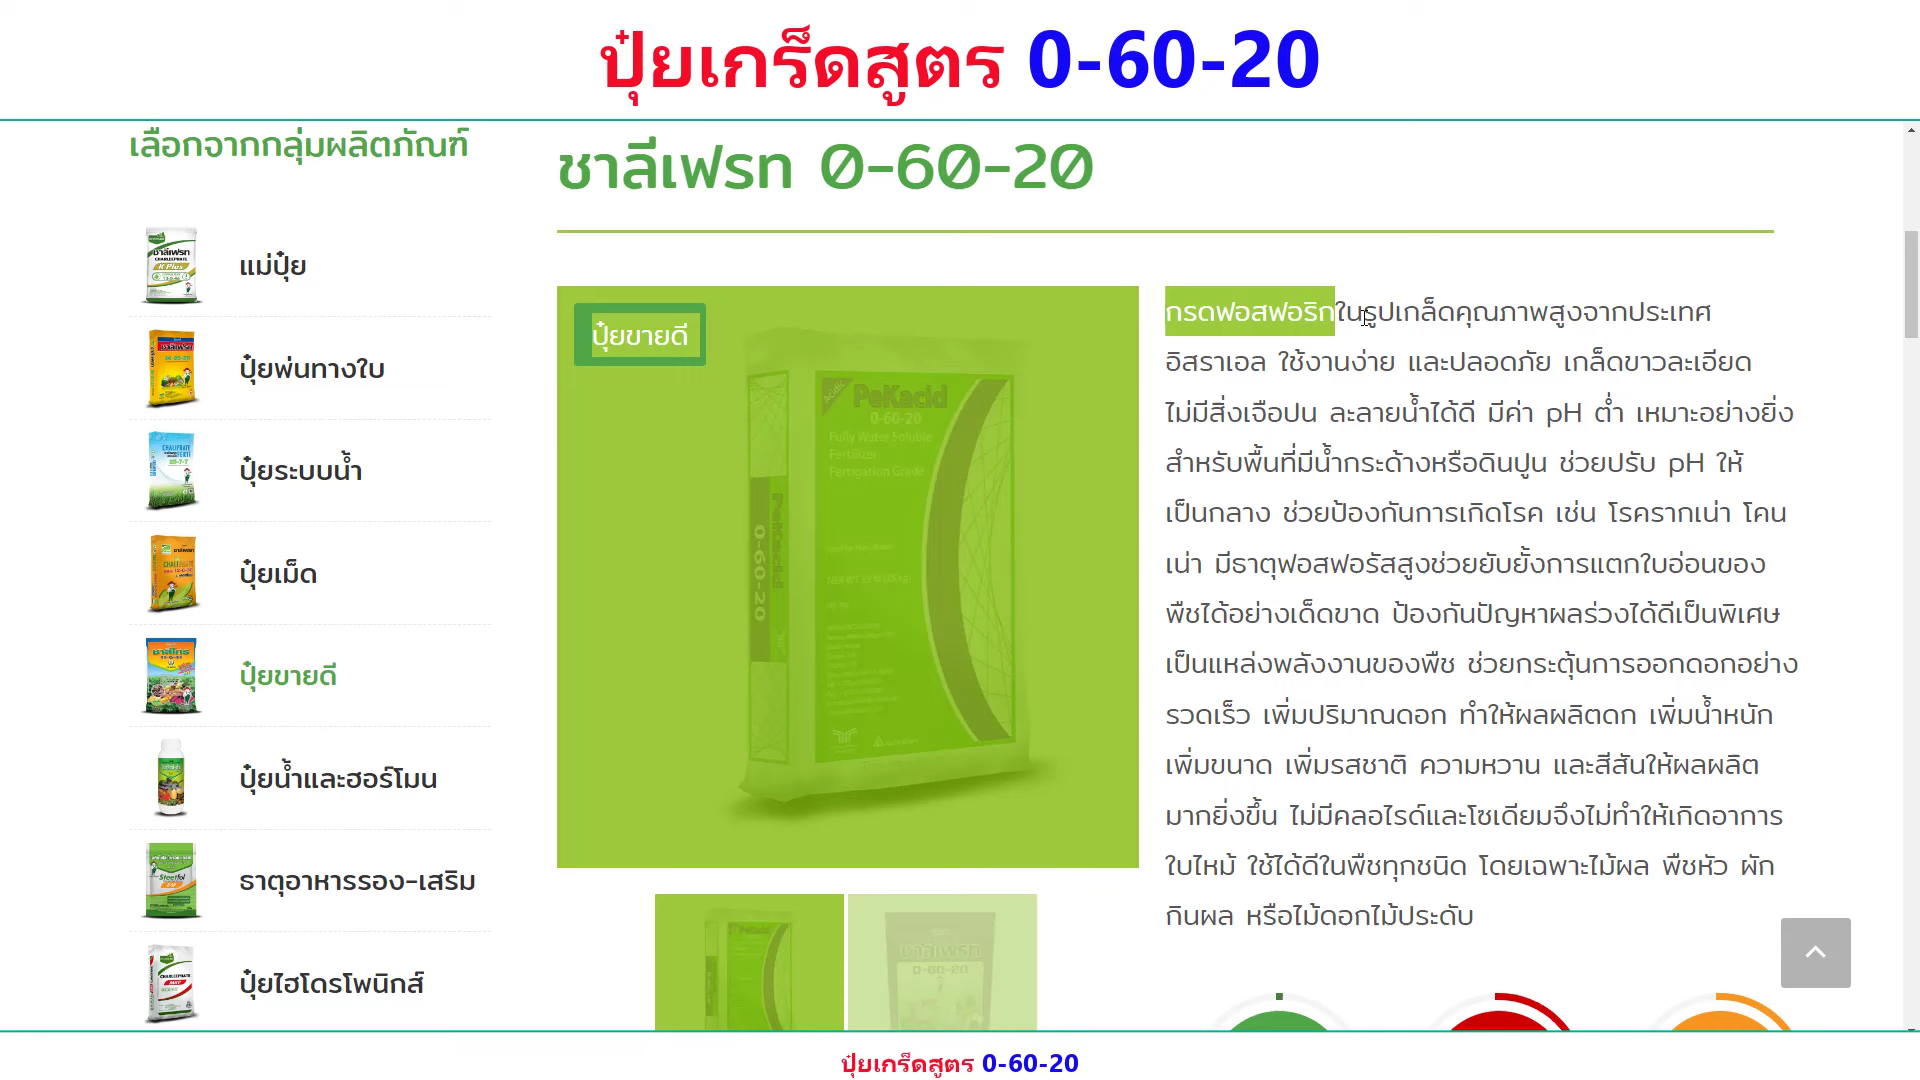 ปุ๋ยเกร็ดสูตร 0-60-20
เลือกจากกลุ่มผลิตภัณฑ์
แม่ปุ๋ย
ปุ๋ยพ่นทางใบ
ปุ๋ยระบบน้ำ
ปุ๋ยเม็ด
ปุ๋ยขายดี
ปุ๋ยน้ำและฮอร์โมน
ธาตุอาหารรอง-เสริม
ปุ๋ยไฮโดรโพนิกส์
ชาลีเฟรท 0-60-20
ปุ๋ยขายดี
Acidic
PeKacid
0-60-20
Fully Water Soluble
Fertilizer
Fertigation Grade
PeKacid
0-60-20
กรดฟอสฟอริกในรูปเกล็ดคุณภาพสูงจากประเทศ
อิสราเอล ใช้งานง่าย และปลอดภัย เกล็ดขาวละเอียด
ไม่มีสิ่งเจือปน ละลายน้ำได้ดี มีค่า pH ต่ำ เหมาะอย่างยิ่ง
สำหรับพื้นที่มีน้ำกระด้างหรือดินปูน ช่วยปรับ pH ให้
เป็นกลาง ช่วยป้องกันการเกิดโรค เช่น โรครากเน่า โคน
เน่า มีธาตุฟอสฟอรัสสูงช่วยยับยั้งการแตกใบอ่อนของ
พืชได้อย่างเด็ดขาด ป้องกันปัญหาผลร่วงได้ดีเป็นพิเศษ
เป็นแหล่งพลังงานของพืช ช่วยกระตุ้นการออกดอกอย่าง
รวดเร็ว เพิ่มปริมาณดอก ทำให้ผลผลิตดก เพิ่มน้ำหนัก
เพิ่มขนาด เพิ่มรสชาติ ความหวาน และสีสันให้ผลผลิต
มากยิ่งขึ้น ไม่มีคลอไรด์และโซเดียมจึงไม่ทำให้เกิดอาการ
ใบไหม้ ใช้ได้ดีในพืชทุกชนิด โดยเฉพาะไม้ผล พืชหัว ผัก
กินผล หรือไม้ดอกไม้ประดับ
PeKacid
ชาลีเฟรท
0-60-20
ปุ๋ยเกร็ดสูตร 0-60-20